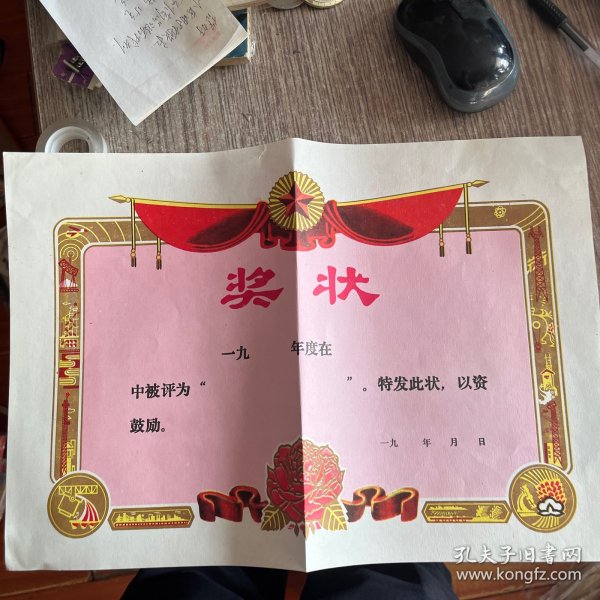 奖状
一九 年度在
中被评为“ ”。特发此状，以资
鼓励。
一九 年 月 日
孔夫子旧书网
www.kongfz.com